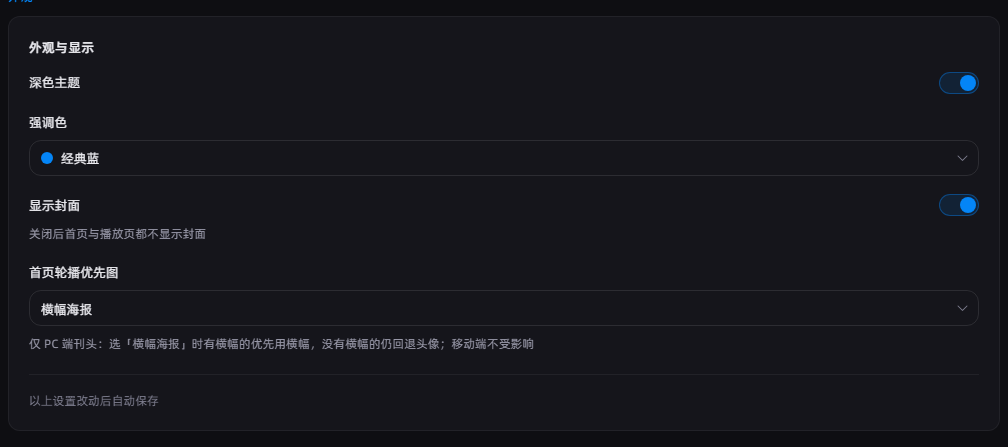 外观与显示
深色主题
强调色
经典蓝
显示封面
关闭后首页与播放页都不显示封面
首页轮播优先图
横幅海报
仅 PC 端刊头：选「横幅海报」时有横幅的优先用横幅，没有横幅的仍回退头像；移动端不受影响
以上设置改动后自动保存